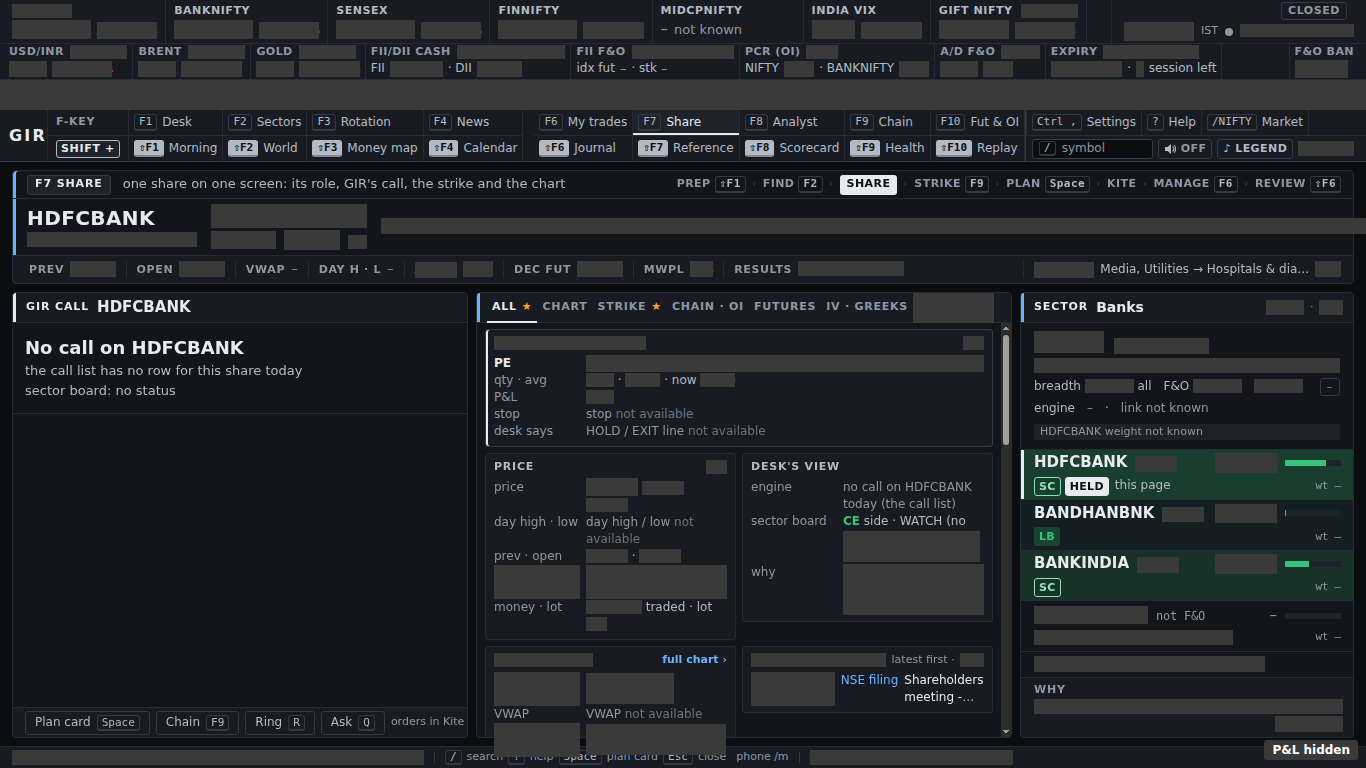 BANKNIFTY SENSEX FINNIFTY MIDCPNIFTY INDIA VIX GIFT NIFTY CLOSED
– not known IST
USD/INR BRENT GOLD FII/DII CASH FII F&O PCR (OI) A/D F&O EXPIRY F&O BAN
FII · DII idx fut – · stk – NIFTY · BANKNIFTY · session left
GIR
F-KEY F1 Desk F2 Sectors F3 Rotation F4 News F6 My trades F7 Share F8 Analyst F9 Chain F10 Fut & OI Ctrl , Settings ? Help /NIFTY Market
SHIFT + ⇧F1 Morning ⇧F2 World ⇧F3 Money map ⇧F4 Calendar ⇧F6 Journal ⇧F7 Reference ⇧F8 Scorecard ⇧F9 Health ⇧F10 Replay / symbol OFF ♪ LEGEND
F7 SHARE one share on one screen: its role, GIR's call, the strike and the chart PREP ⇧F1 › FIND F2 › SHARE › STRIKE F9 › PLAN Space › KITE › MANAGE F6 › REVIEW ⇧F6
HDFCBANK
PREV OPEN VWAP – DAY H · L – DEC FUT MWPL RESULTS Media, Utilities → Hospitals & dia…
GIR CALL HDFCBANK
No call on HDFCBANK
the call list has no row for this share today
sector board: no status
Plan card Space Chain F9 Ring R Ask Q orders in Kite
ALL ★ CHART STRIKE ★ CHAIN · OI FUTURES IV · GREEKS
PE
qty · avg · · now
P&L
stop stop not available
desk says HOLD / EXIT line not available
PRICE
price
day high · low day high / low not
available
prev · open ·
money · lot traded · lot
DESK'S VIEW
engine no call on HDFCBANK
today (the call list)
sector board CE side · WATCH (no
why
full chart ›
VWAP VWAP not available
latest first ·
NSE filing Shareholders
meeting -…
SECTOR Banks ·
breadth all F&O –
engine – · link not known
HDFCBANK weight not known
HDFCBANK
SC HELD this page wt –
BANDHANBNK
LB wt –
BANKINDIA
SC wt –
not F&O –
wt –
WHY
/ search ? help Space plan card Esc close phone /m
P&L hidden